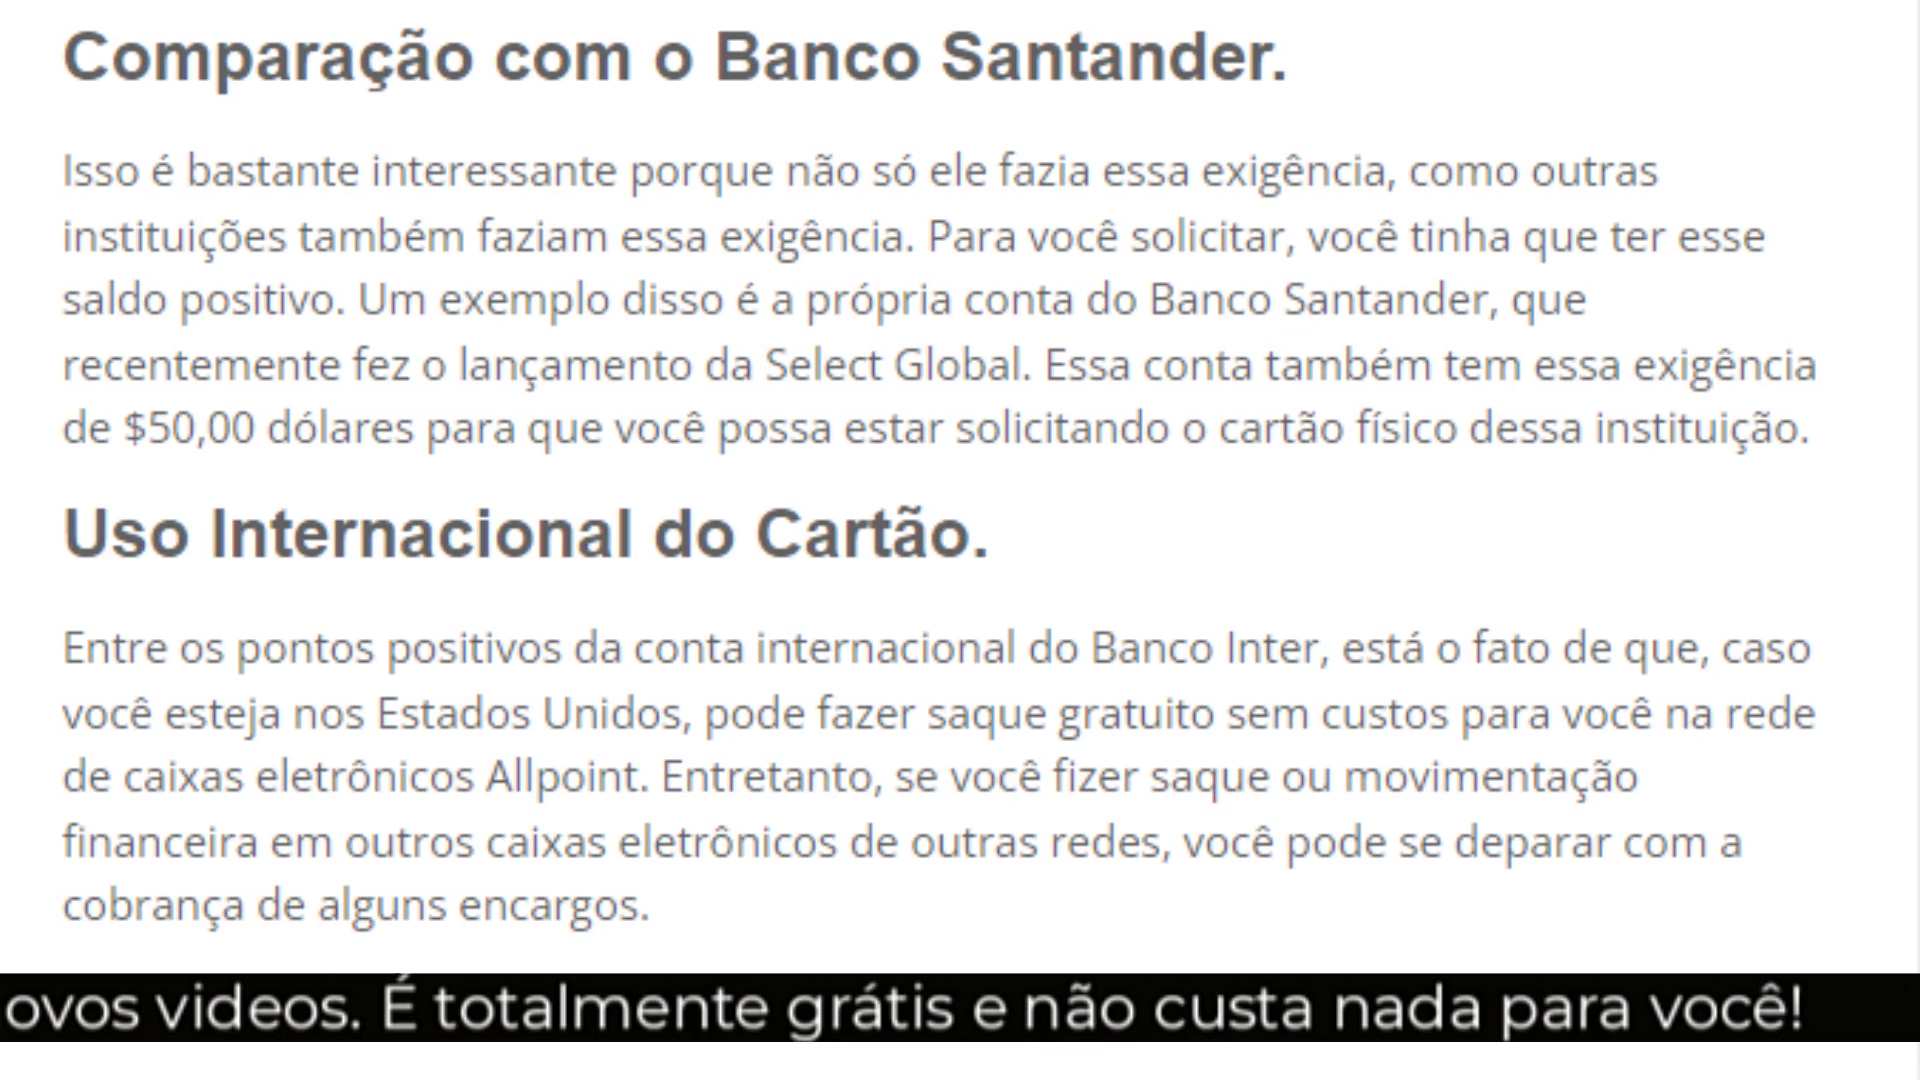 Comparação com o Banco Santander.
Isso é bastante interessante porque não só ele fazia essa exigência, como outras
instituições também faziam essa exigência. Para você solicitar, você tinha que ter esse
saldo positivo. Um exemplo disso é a própria conta do Banco Santander, que
recentemente fez o lançamento da Select Global. Essa conta também tem essa exigência
de $50,00 dólares para que você possa estar solicitando o cartão físico dessa instituição.
Uso Internacional do Cartão.
Entre os pontos positivos da conta internacional do Banco Inter, está o fato de que, caso
você esteja nos Estados Unidos, pode fazer saque gratuito sem custos para você na rede
de caixas eletrônicos Allpoint. Entretanto, se você fizer saque ou movimentação
financeira em outros caixas eletrônicos de outras redes, você pode se deparar com a
cobrança de alguns encargos.
ovos videos. É totalmente grátis e não custa nada para você!